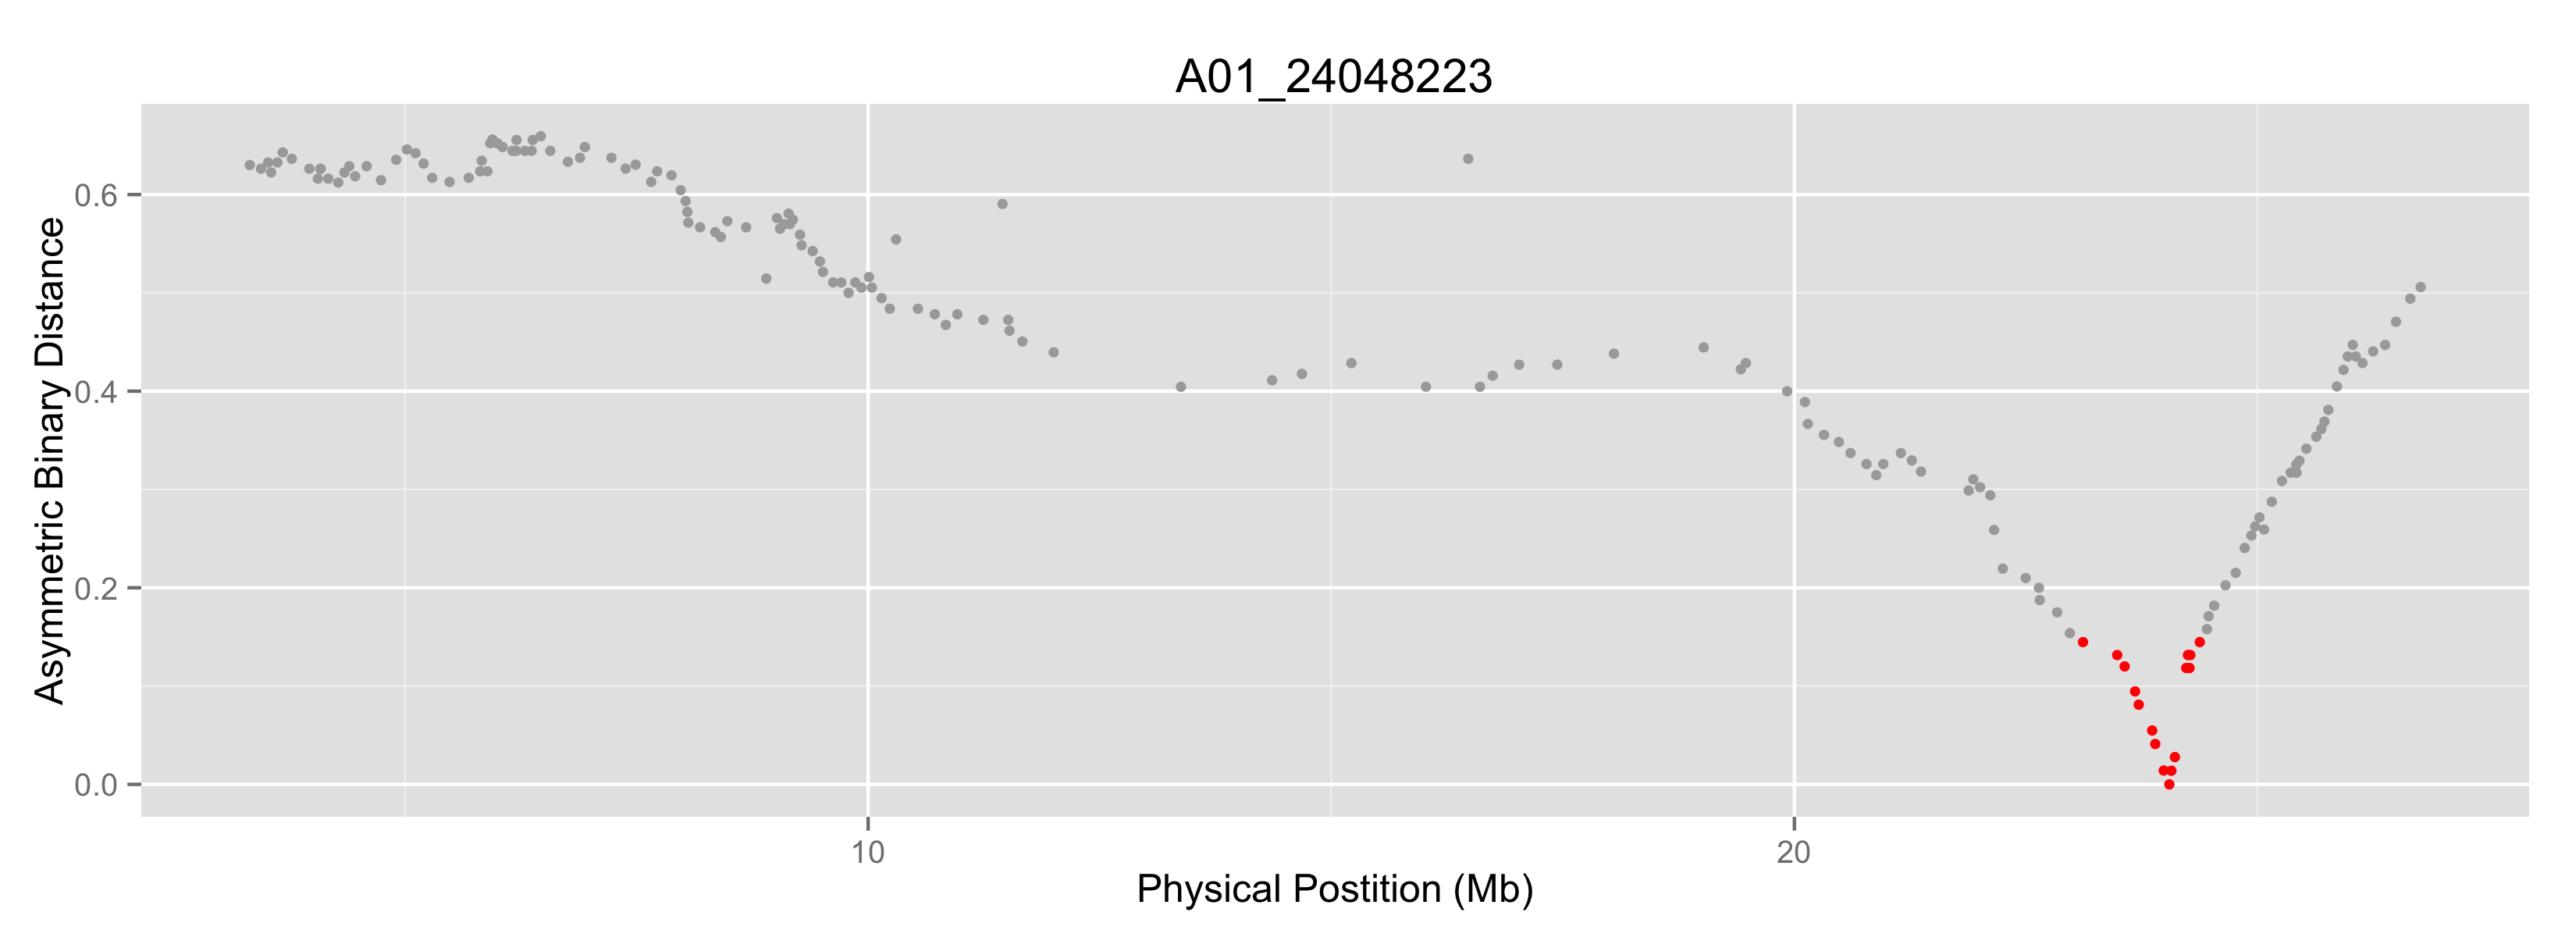 A01_24048223
Asymmetric Binary Distance
0.6
0.4
0.2
0.0
10
20
Physical Postition (Mb)